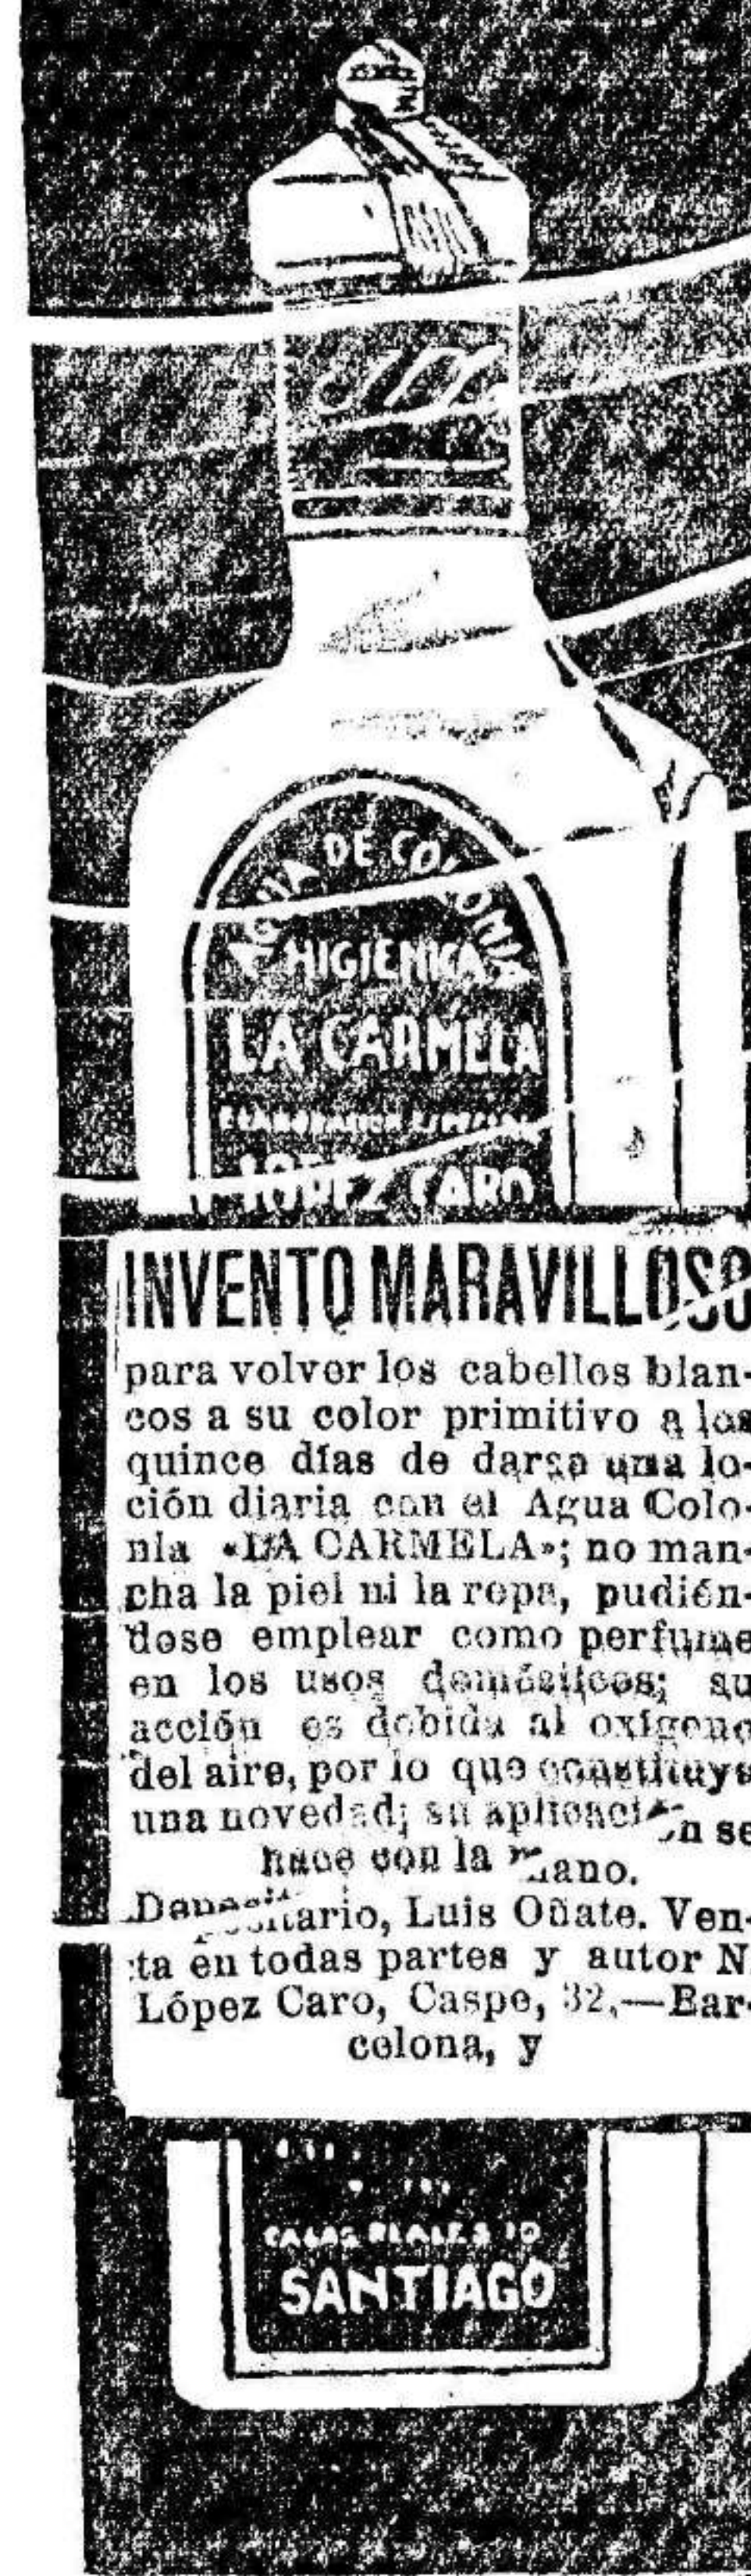 AGUA DE COLONIA
HIGIENICA
LA CARMELA
LOPEZ CARO
INVENTO MARAVILLOSO
para volver los cabellos blan-
cos a su color primitivo a los
quince días de darse una lo-
ción diaria con el Agua Colo-
nia «LA CARMELA»; no man-
cha la piel ni la ropa, pudién-
dose emplear como perfume
en los usos domésticos; su
acción es debida al oxígeno
del aire, por lo que constituye
una novedad; su aplicación se
hace con la mano.
Depositario, Luis Oñate. Ven-
ta en todas partes y autor N.
López Caro, Caspe, 32,—Bar-
celona, y
CASAS REALES 10
SANTIAGO